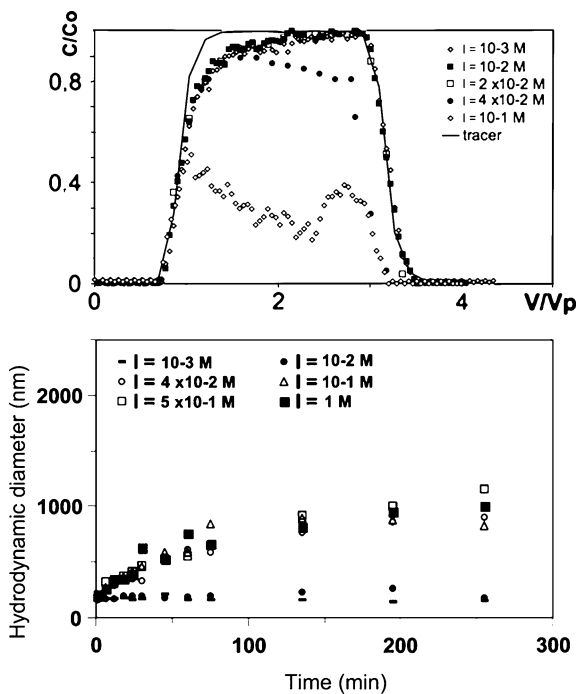 C/Co
1
0.8
0.4
0
0
2
4
V/Vp
I = 10-3 M
I = 10-2 M
I = 2 x10-2 M
I = 4 x10-2 M
I = 10-1 M
tracer
Hydrodynamic diameter (nm)
2000
1000
0
I = 10-3 M
I = 10-2 M
I = 4 x10-2 M
I = 10-1 M
I = 5 x10-1 M
I = 1 M
0
100
200
300
Time (min)